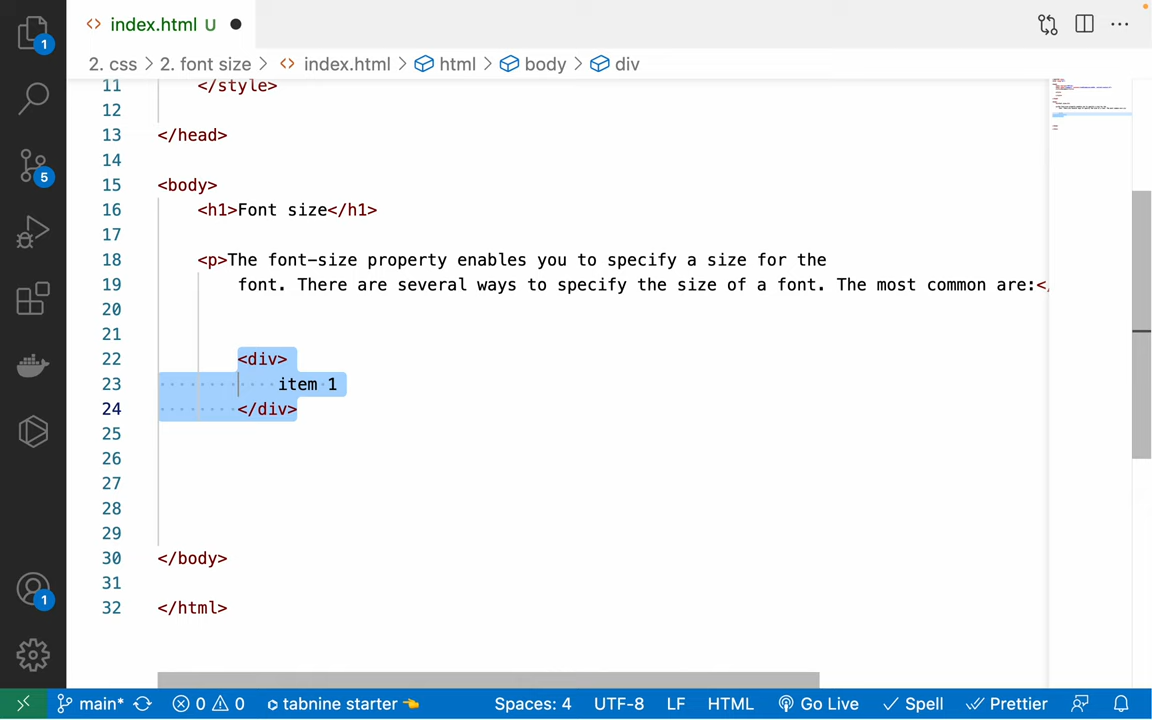 1
5
1
index.html U
2. css > 2. font size > index.html > html > body > div
11 </style>
12
13 </head>
14
15 <body>
16 <h1>Font size</h1>
17
18 <p>The font-size property enables you to specify a size for the
19 font. There are several ways to specify the size of a font. The most common are:<
20
21
22 <div>
23 item 1
24 </div>
25
26
27
28
29
30 </body>
31
32 </html>
main* 0 0 tabnine starter Spaces: 4 UTF-8 LF HTML Go Live Spell Prettier